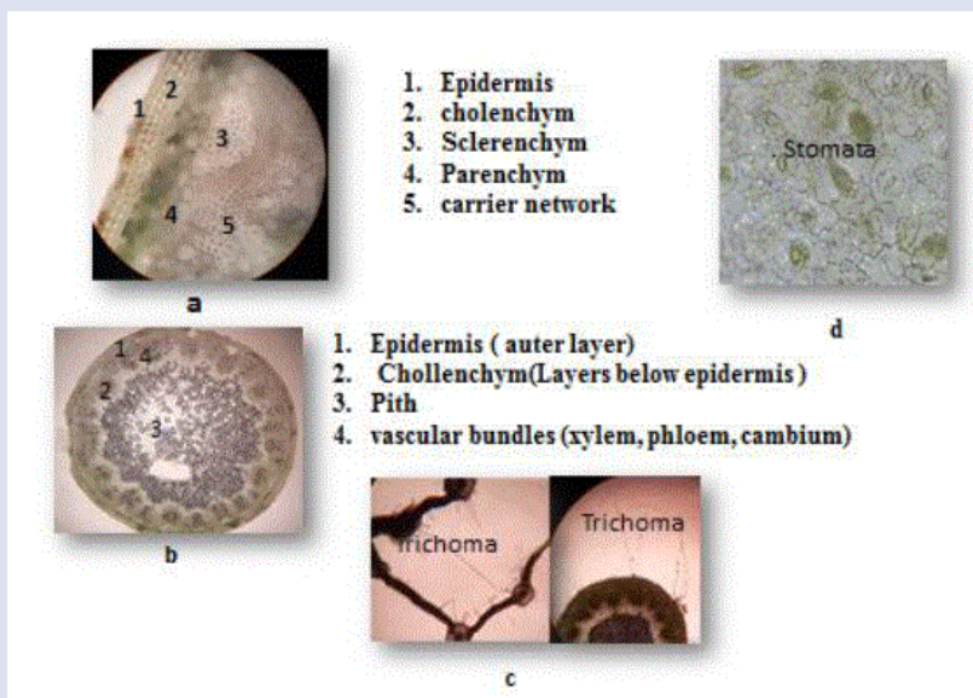 1
2
3
4
5
a
1. Epidermis
2. cholenchym
3. Sclerenchym
4. Parenchym
5. carrier network
Stomata
d
1 4
2
3
b
1. Epidermis ( auter layer)
2. Chollenchym(Layers below epidermis )
3. Pith
4. vascular bundles (xylem, phloem, cambium)
Trichoma
Trichoma
c